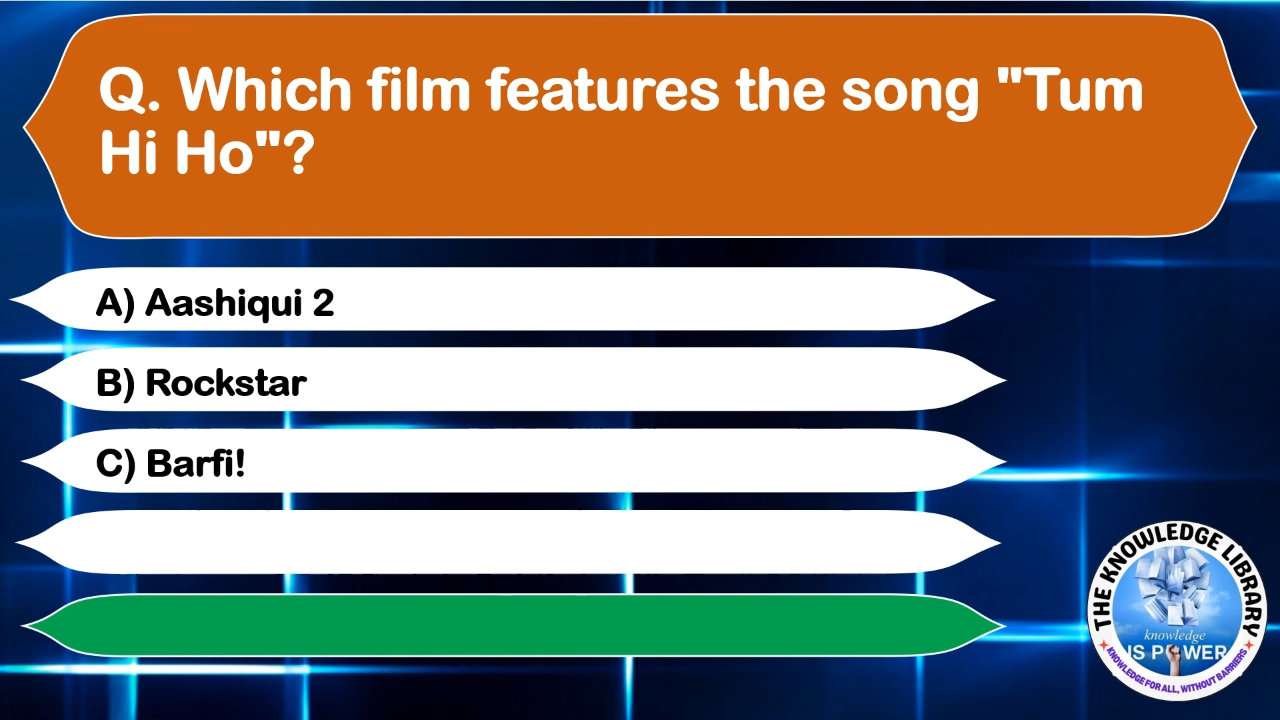 Q. Which film features the song "Tum
Hi Ho"?
A) Aashiqui 2
B) Rockstar
C) Barfi!
THE KNOWLEDGE LIBRARY
knowledge
IS POWER
KNOWLEDGE FOR ALL, WITHOUT BARRIERS